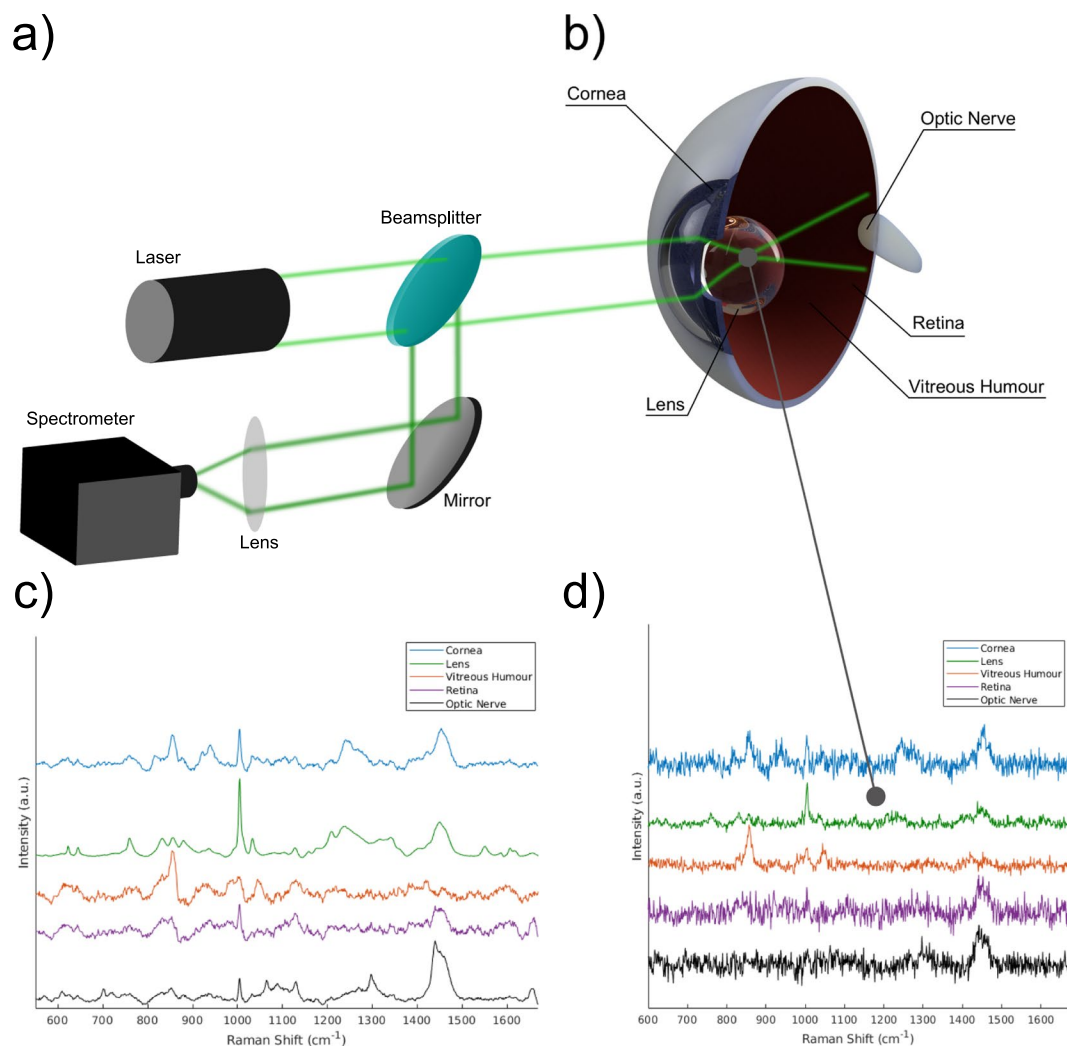 a)
b)
Cornea
Optic Nerve
Beamsplitter
Laser
Retina
Vitreous Humour
Lens
Spectrometer
Mirror
Lens
c)
d)
Cornea
Lens
Vitreous Humour
Retina
Optic Nerve
Intensity (a.u.)
600 700 800 900 1000 1100 1200 1300 1400 1500 1600
Raman Shift (cm-1)
Cornea
Lens
Vitreous Humour
Retina
Optic Nerve
Intensity (a.u.)
600 700 800 900 1000 1100 1200 1300 1400 1500 1600
Raman Shift (cm-1)